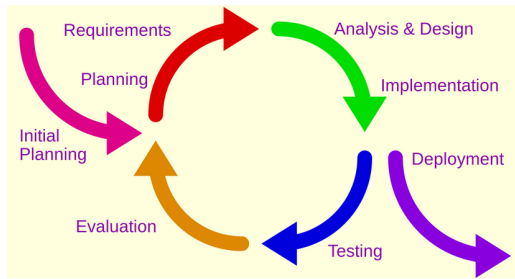 Requirements
Analysis & Design
Planning
Implementation
Initial
Planning
Deployment
Evaluation
Testing